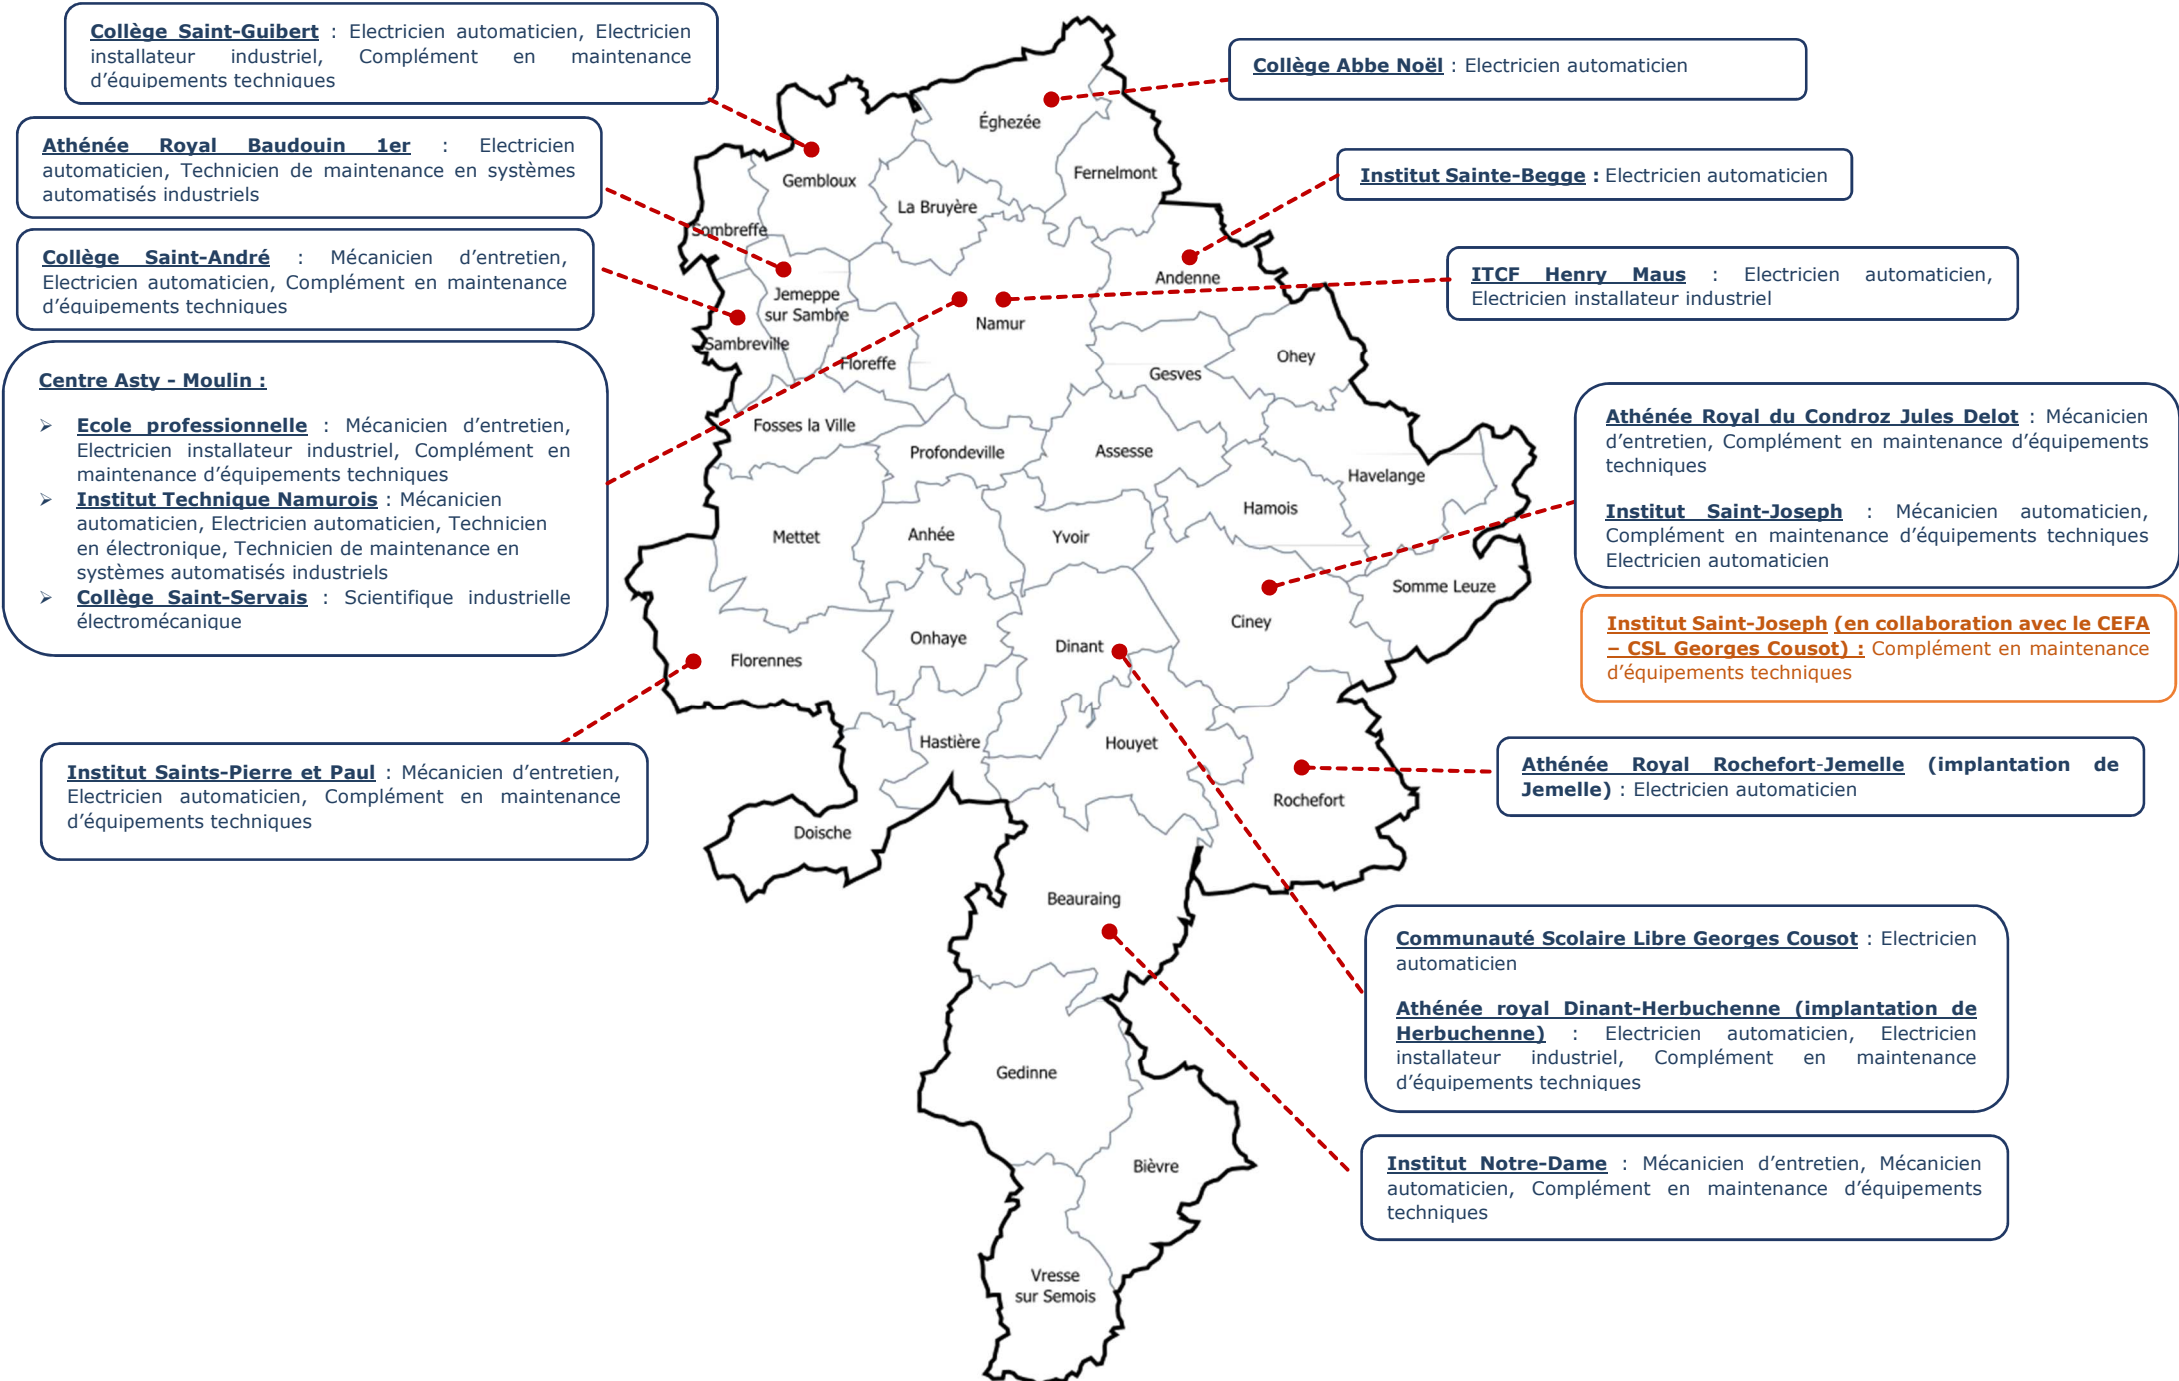 Collège Saint-Guibert : Electricien automaticien, Electricien
installateur industriel, Complément en maintenance
d’équipements techniques
Athénée Royal Baudouin 1er : Electricien
automaticien, Technicien de maintenance en systèmes
automatisés industriels
Collège Saint-André : Mécanicien d’entretien,
Electricien automaticien, Complément en maintenance
d’équipements techniques
Centre Asty - Moulin :
➢ Ecole professionnelle : Mécanicien d’entretien,
Electricien installateur industriel, Complément en
maintenance d’équipements techniques
➢ Institut Technique Namurois : Mécanicien
automaticien, Electricien automaticien, Technicien
en électronique, Technicien de maintenance en
systèmes automatisés industriels
➢ Collège Saint-Servais : Scientifique industrielle
électromécanique
Institut Saints-Pierre et Paul : Mécanicien d’entretien,
Electricien automaticien, Complément en maintenance
d’équipements techniques
Éghezée
Gembloux
Fernelmont
La Bruyère
Sombreffe
Andenne
Jemeppe
sur Sambre
Namur
Sambreville
Floreffe
Ohey
Gesves
Fosses la Ville
Profondeville
Assesse
Havelange
Hamois
Mettet
Anhée
Yvoir
Somme Leuze
Ciney
Onhaye
Dinant
Florennes
Hastière
Houyet
Rochefort
Doische
Beauraing
Gedinne
Bièvre
Vresse
sur Semois
Collège Abbe Noël : Electricien automaticien
Institut Sainte-Begge : Electricien automaticien
ITCF Henry Maus : Electricien automaticien,
Electricien installateur industriel
Athénée Royal du Condroz Jules Delot : Mécanicien
d’entretien, Complément en maintenance d’équipements
techniques
Institut Saint-Joseph : Mécanicien automaticien,
Complément en maintenance d’équipements techniques
Electricien automaticien
Institut Saint-Joseph (en collaboration avec le CEFA
– CSL Georges Cousot) : Complément en maintenance
d’équipements techniques
Athénée Royal Rochefort-Jemelle (implantation de
Jemelle) : Electricien automaticien
Communauté Scolaire Libre Georges Cousot : Electricien
automaticien
Athénée royal Dinant-Herbuchenne (implantation de
Herbuchenne) : Electricien automaticien, Electricien
installateur industriel, Complément en maintenance
d’équipements techniques
Institut Notre-Dame : Mécanicien d’entretien, Mécanicien
automaticien, Complément en maintenance d’équipements
techniques